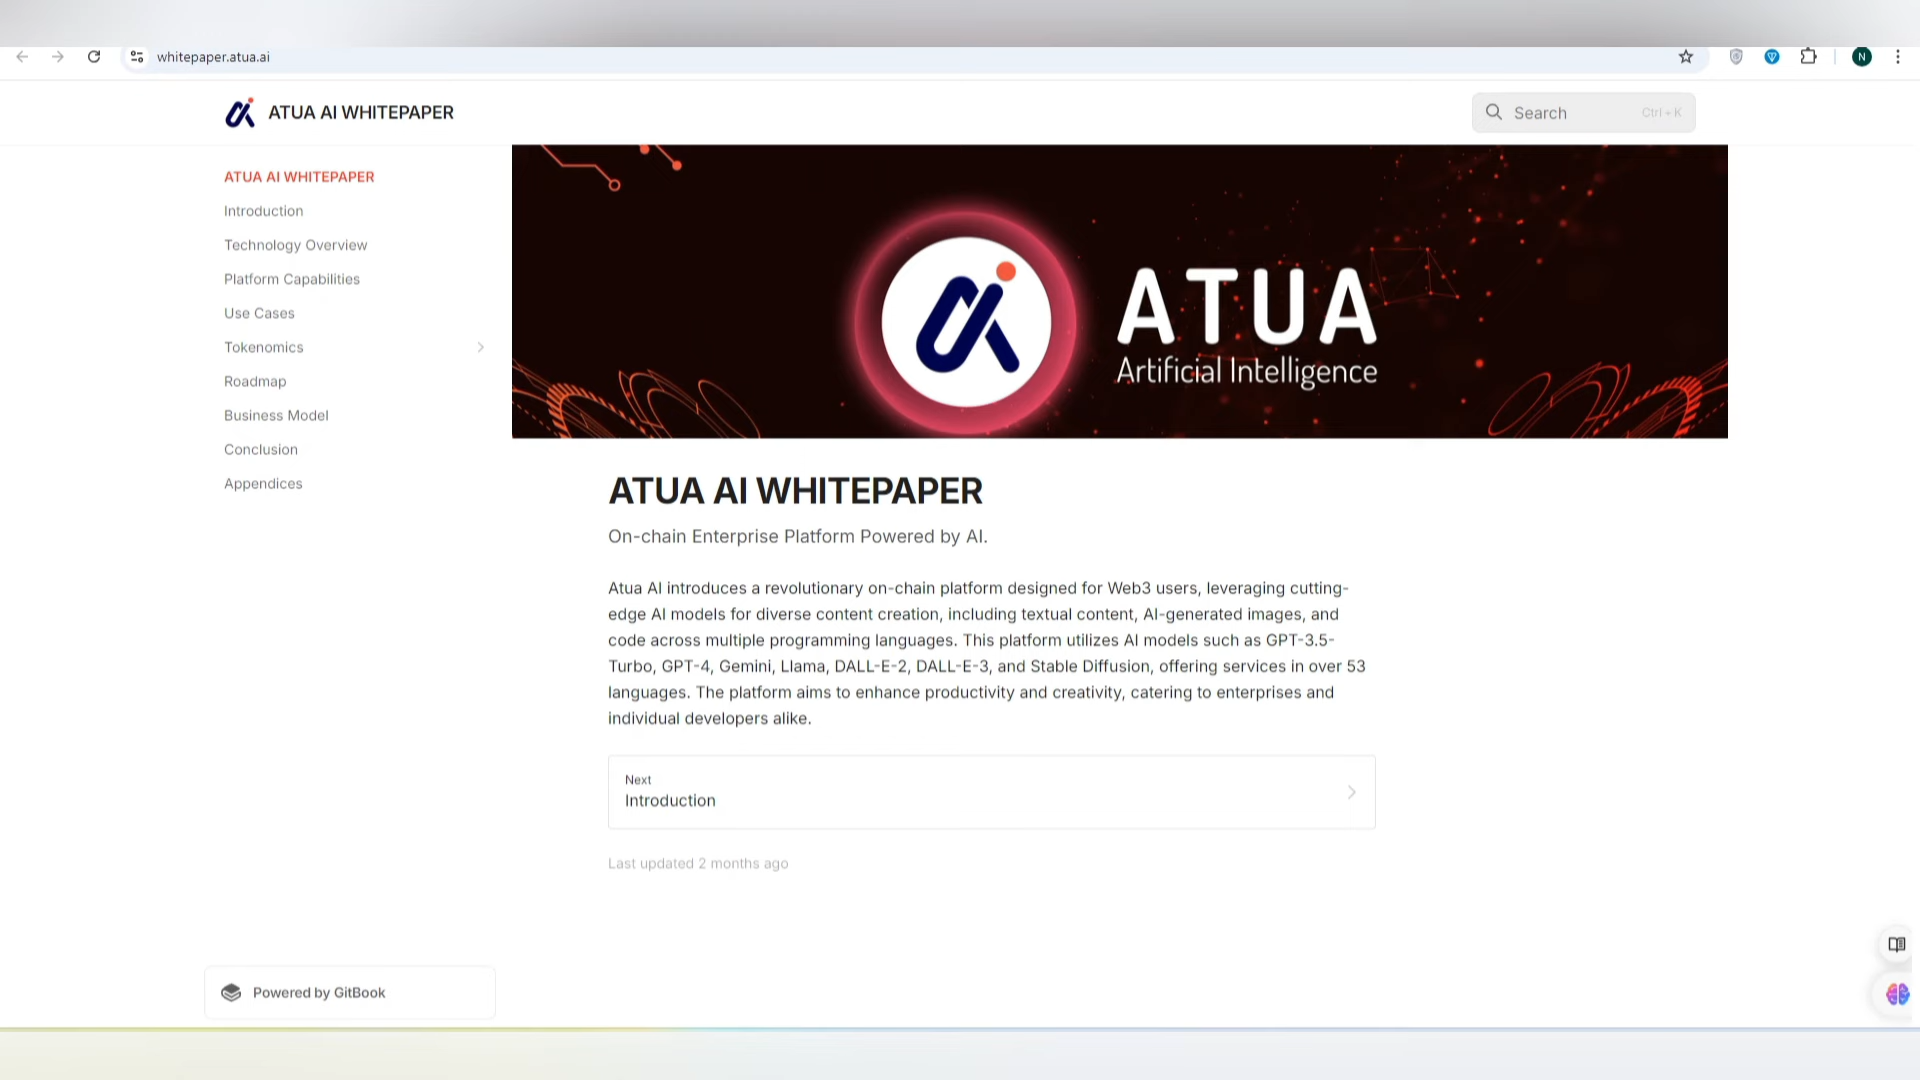 whitepaper.atua.ai
N
ATUA AI WHITEPAPER
Search
Ctrl + K
ATUA AI WHITEPAPER
Introduction
Technology Overview
Platform Capabilities
Use Cases
Tokenomics
Roadmap
Business Model
Conclusion
Appendices
Powered by GitBook
ATUA
Artificial Intelligence
ATUA AI WHITEPAPER
On-chain Enterprise Platform Powered by AI.
Atua AI introduces a revolutionary on-chain platform designed for Web3 users, leveraging cutting-
edge AI models for diverse content creation, including textual content, AI-generated images, and
code across multiple programming languages. This platform utilizes AI models such as GPT-3.5-
Turbo, GPT-4, Gemini, Llama, DALL-E-2, DALL-E-3, and Stable Diffusion, offering services in over 53
languages. The platform aims to enhance productivity and creativity, catering to enterprises and
individual developers alike.
Next
Introduction
Last updated 2 months ago